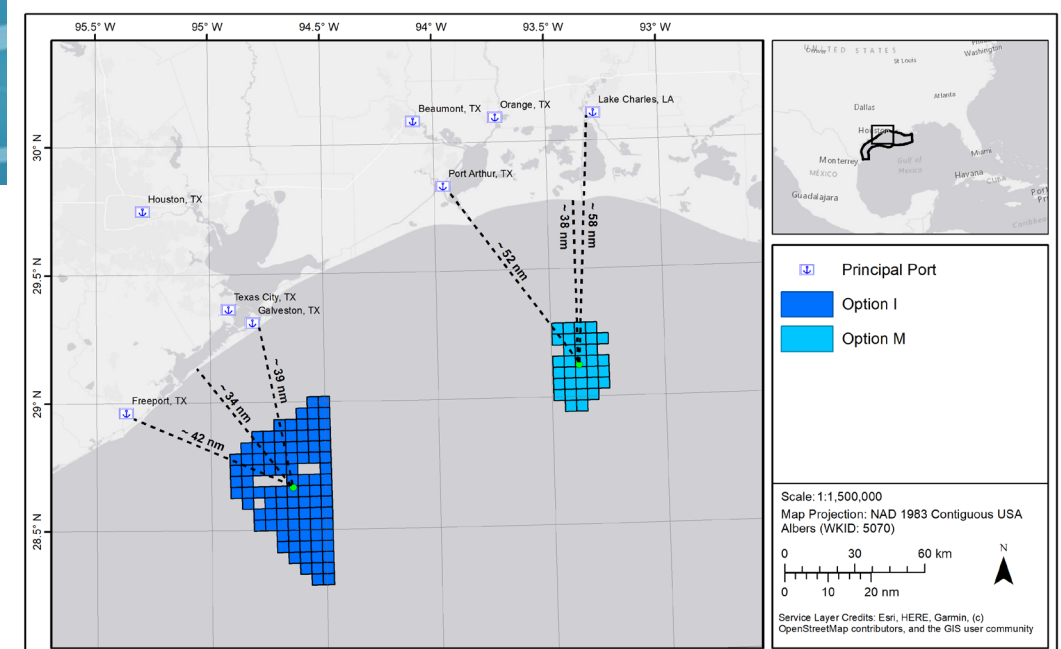 95.5° W
95° W
94.5° W
94° W
93.5° W
93° W
30° N
29.5° N
29° N
28.5° N
Beaumont, TX
Orange, TX
Lake Charles, LA
Port Arthur, TX
Houston, TX
Texas City, TX
Galveston, TX
Freeport, TX
~ 38 nm
~ 58 nm
~ 52 nm
~ 39 nm
~ 34 nm
~ 42 nm
UNITED STATES
St Louis
Washington
Atlanta
Dallas
Houston
Monterrey
MÉXICO
Gulf of
Mexico
Miami
Havana
CUBA
Guadalajara
Principal Port
Option I
Option M
Scale: 1:1,500,000
Map Projection: NAD 1983 Contiguous USA
Albers (WKID: 5070)
0 30 60 km
0 10 20 nm
N
Service Layer Credits: Esri, HERE, Garmin, (c)
OpenStreetMap contributors, and the GIS user community